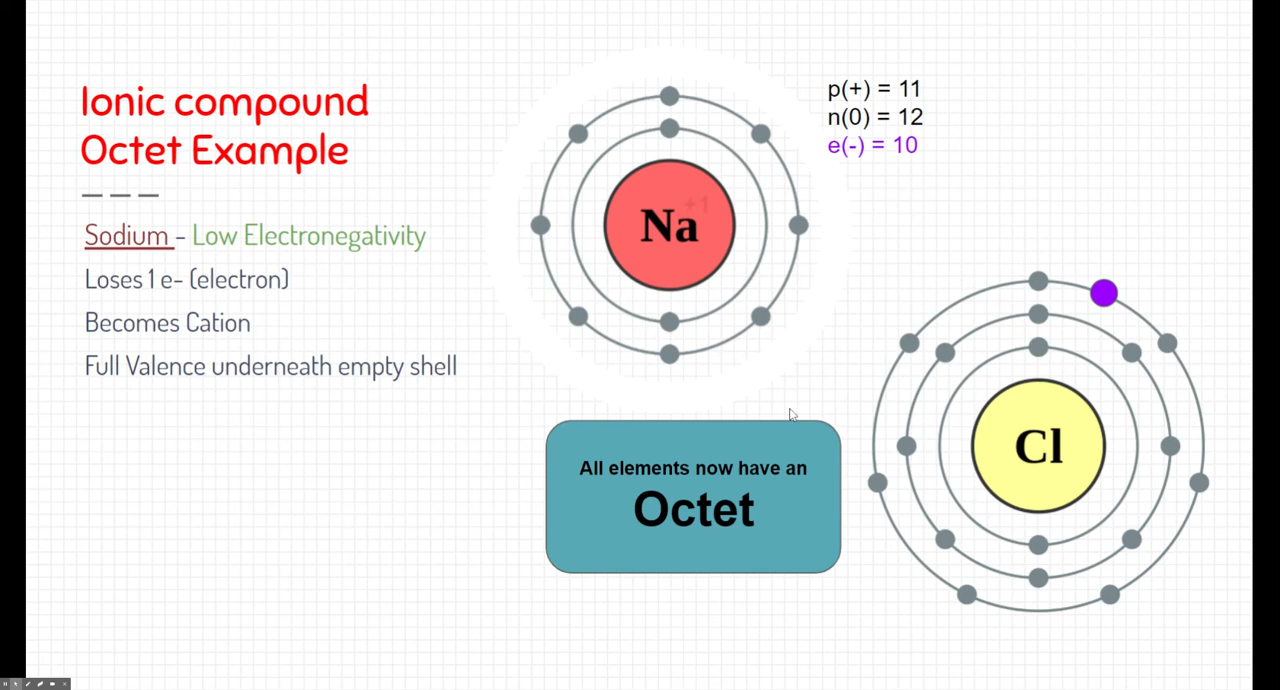 Ionic compound
Octet Example
Sodium - Low Electronegativity
Loses 1 e- (electron)
Becomes Cation
Full Valence underneath empty shell
Na
+1
p(+) = 11
n(0) = 12
e(-) = 10
Cl
All elements now have an
Octet